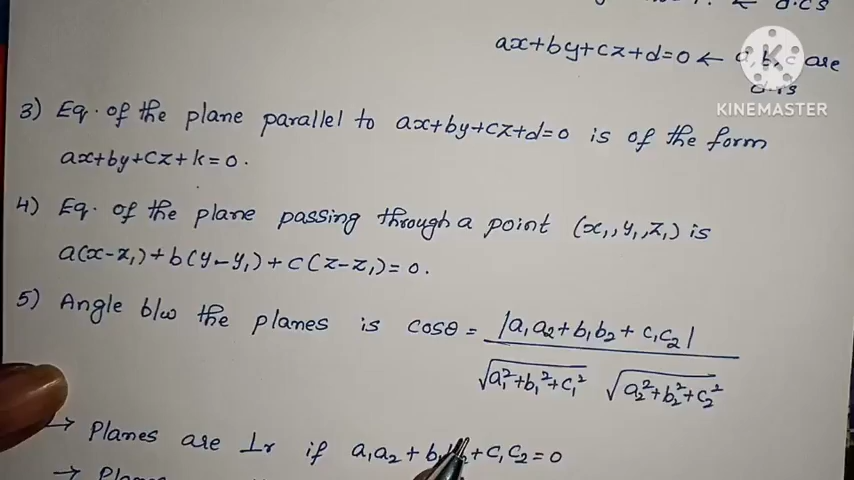 ← d.cs
ax+by+cz+d=0 ← a, b, c are
d.rs
KINEMASTER
3) Eq. of the plane parallel to ax+by+cz+d=0 is of the form
ax+by+cz+k=0.
4) Eq. of the plane passing through a point (x₁, y₁, z₁) is
a(x-x₁)+b(y-y₁)+c(z-z₁)=0.
5) Angle b/w the planes is cosθ = |a₁a₂+b₁b₂+c₁c₂|
√a₁²+b₁²+c₁² √a₂²+b₂²+c₂²
→ Planes are ⊥r if a₁a₂+b₁b₂+c₁c₂=0